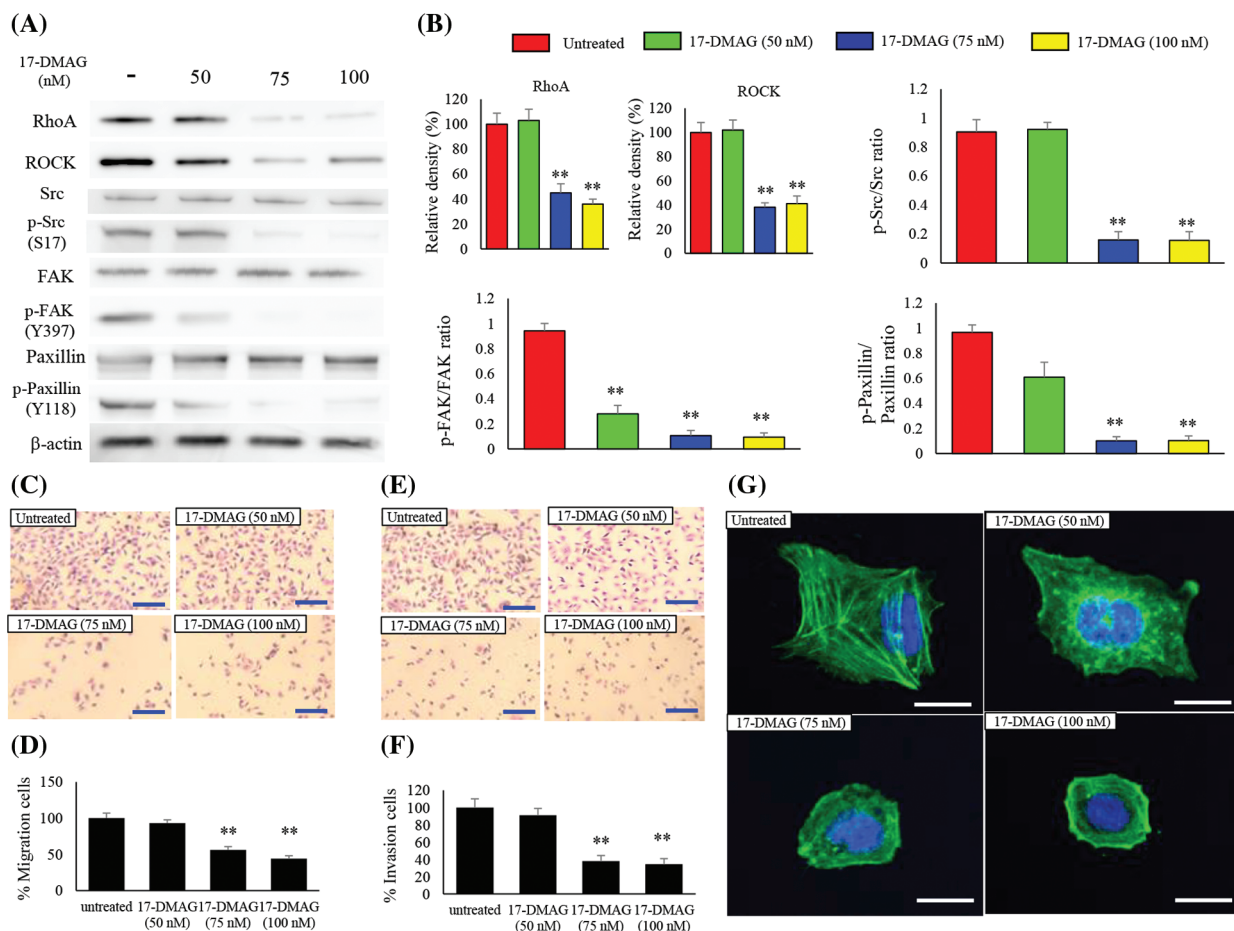 (A)
17-DMAG
(nM)
- 50 75 100
RhoA
ROCK
Src
p-Src
(S17)
FAK
p-FAK
(Y397)
Paxillin
p-Paxillin
(Y118)
β-actin
(B)
Untreated 17-DMAG (50 nM) 17-DMAG (75 nM) 17-DMAG (100 nM)
RhoA
Relative density (%)
120
100
80
60
40
20
0
** **
ROCK
Relative density (%)
120
100
80
60
40
20
0
** **
p-Src/Src ratio
1.2
1
0.8
0.6
0.4
0.2
0
** **
p-FAK/FAK ratio
1.2
1
0.8
0.6
0.4
0.2
0
** ** **
p-Paxillin/
Paxillin ratio
1.2
1
0.8
0.6
0.4
0.2
0
** **
(C)
Untreated
17-DMAG (50 nM)
17-DMAG (75 nM)
17-DMAG (100 nM)
(E)
Untreated
17-DMAG (50 nM)
17-DMAG (75 nM)
17-DMAG (100 nM)
(G)
Untreated
17-DMAG (50 nM)
17-DMAG (75 nM)
17-DMAG (100 nM)
(D)
% Migration cells
150
100
50
0
** **
untreated 17-DMAG 17-DMAG 17-DMAG
(50 nM) (75 nM) (100 nM)
(F)
% Invasion cells
120
100
80
60
40
20
0
** **
untreated 17-DMAG 17-DMAG 17-DMAG
(50 nM) (75 nM) (100 nM)